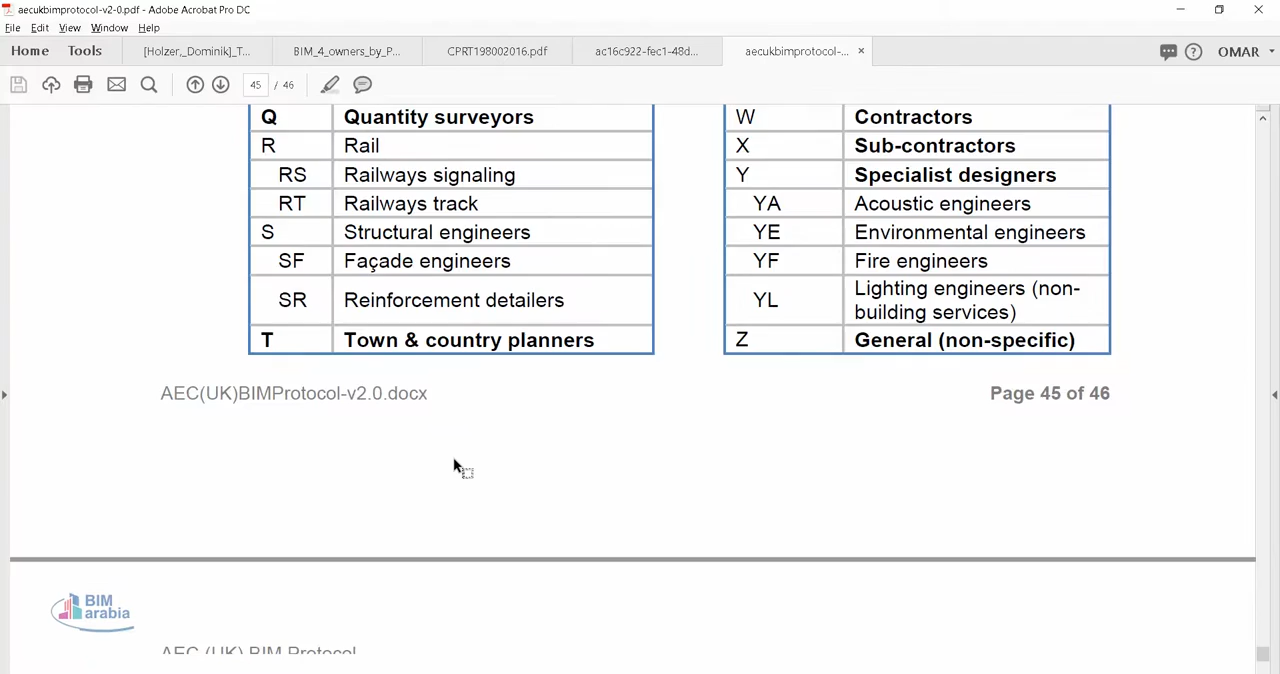 aecukbimprotocol-v2-0.pdf - Adobe Acrobat Pro DC
File Edit View Window Help
Home Tools [Holzer,_Dominik]_T... BIM_4_owners_by_P... CPRT198002016.pdf ac16c922-fec1-48d... aecukbimprotocol-... × OMAR
45 / 46
Q Quantity surveyors
R Rail
RS Railways signaling
RT Railways track
S Structural engineers
SF Façade engineers
SR Reinforcement detailers
T Town & country planners
W Contractors
X Sub-contractors
Y Specialist designers
YA Acoustic engineers
YE Environmental engineers
YF Fire engineers
YL Lighting engineers (non-
building services)
Z General (non-specific)
AEC(UK)BIMProtocol-v2.0.docx Page 45 of 46
BIM
arabia
AEC (UK) BIM Protocol